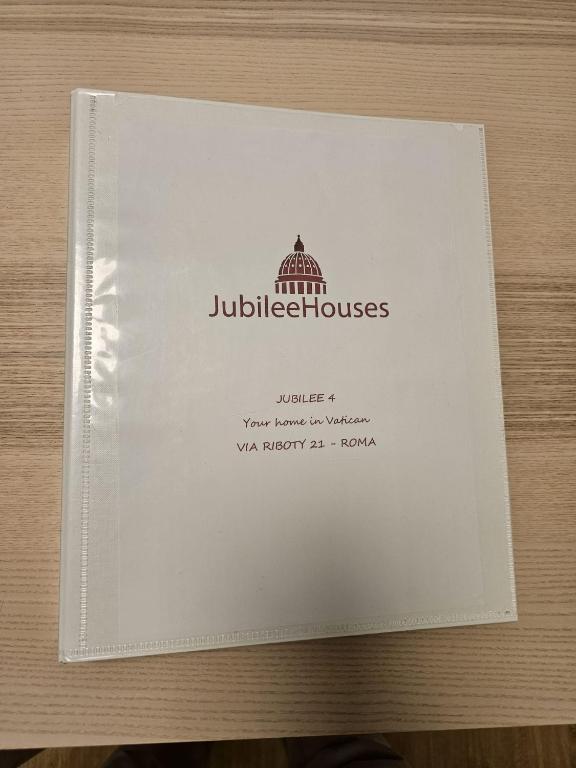 JubileeHouses
JUBILEE 4
Your home in Vatican
VIA RIBOTY 21 - ROMA